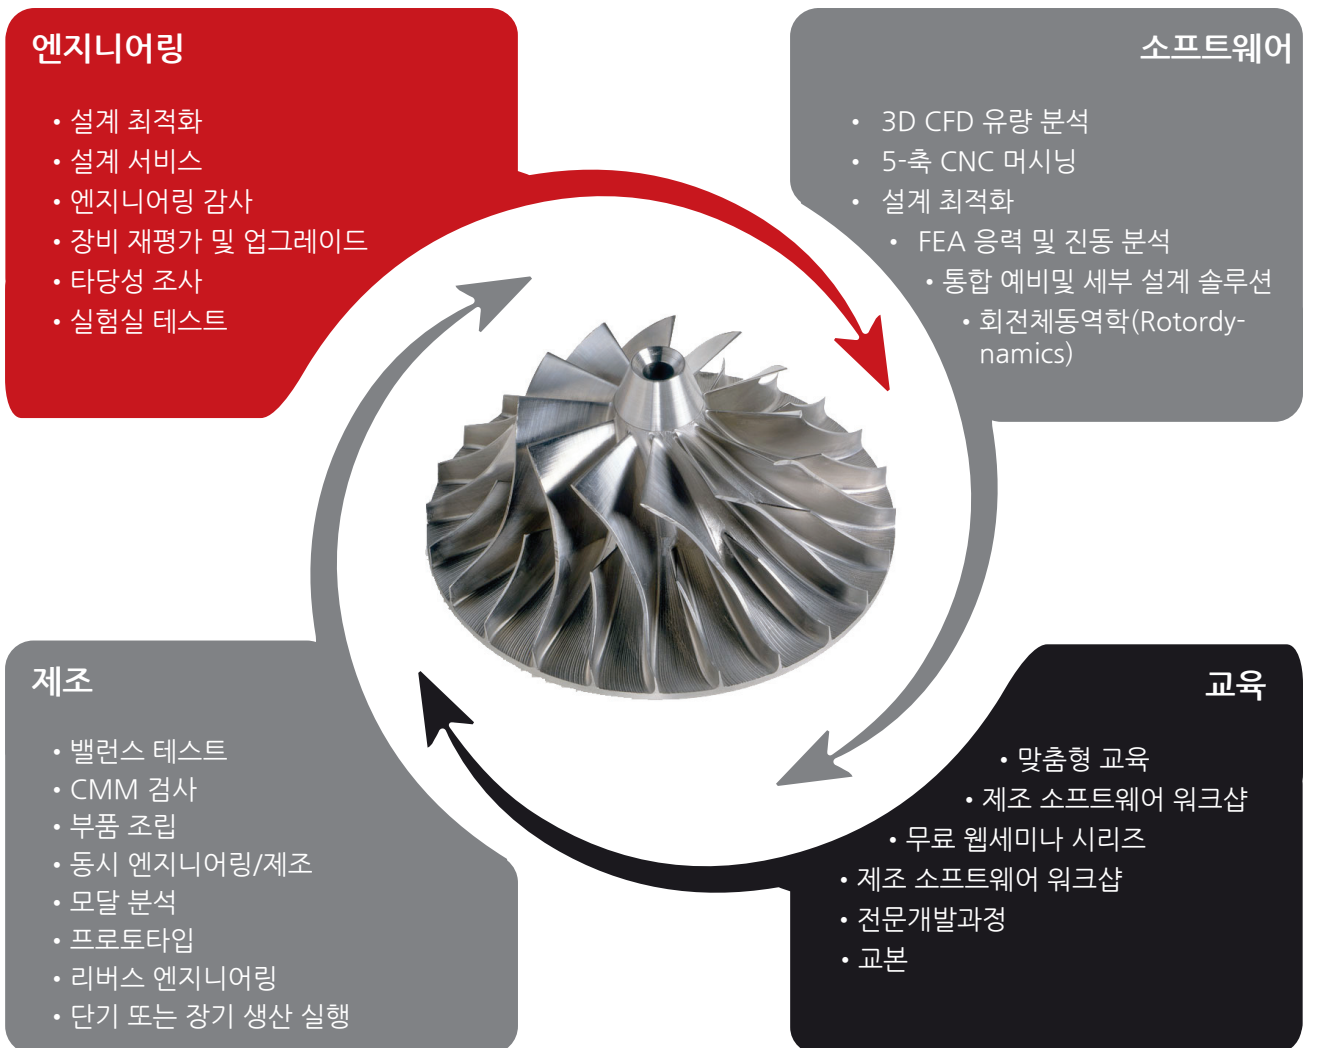 엔지니어링
• 설계 최적화
• 설계 서비스
• 엔지니어링 감사
• 장비 재평가 및 업그레이드
• 타당성 조사
• 실험실 테스트
소프트웨어
• 3D CFD 유량 분석
• 5-축 CNC 머시닝
• 설계 최적화
• FEA 응력 및 진동 분석
• 통합 예비및 세부 설계 솔루션
• 회전체동역학(Rotordy-
namics)
제조
• 밸런스 테스트
• CMM 검사
• 부품 조립
• 동시 엔지니어링/제조
• 모달 분석
• 프로토타입
• 리버스 엔지니어링
• 단기 또는 장기 생산 실행
교육
• 맞춤형 교육
• 제조 소프트웨어 워크샵
• 무료 웹세미나 시리즈
• 제조 소프트웨어 워크샵
• 전문개발과정
• 교본